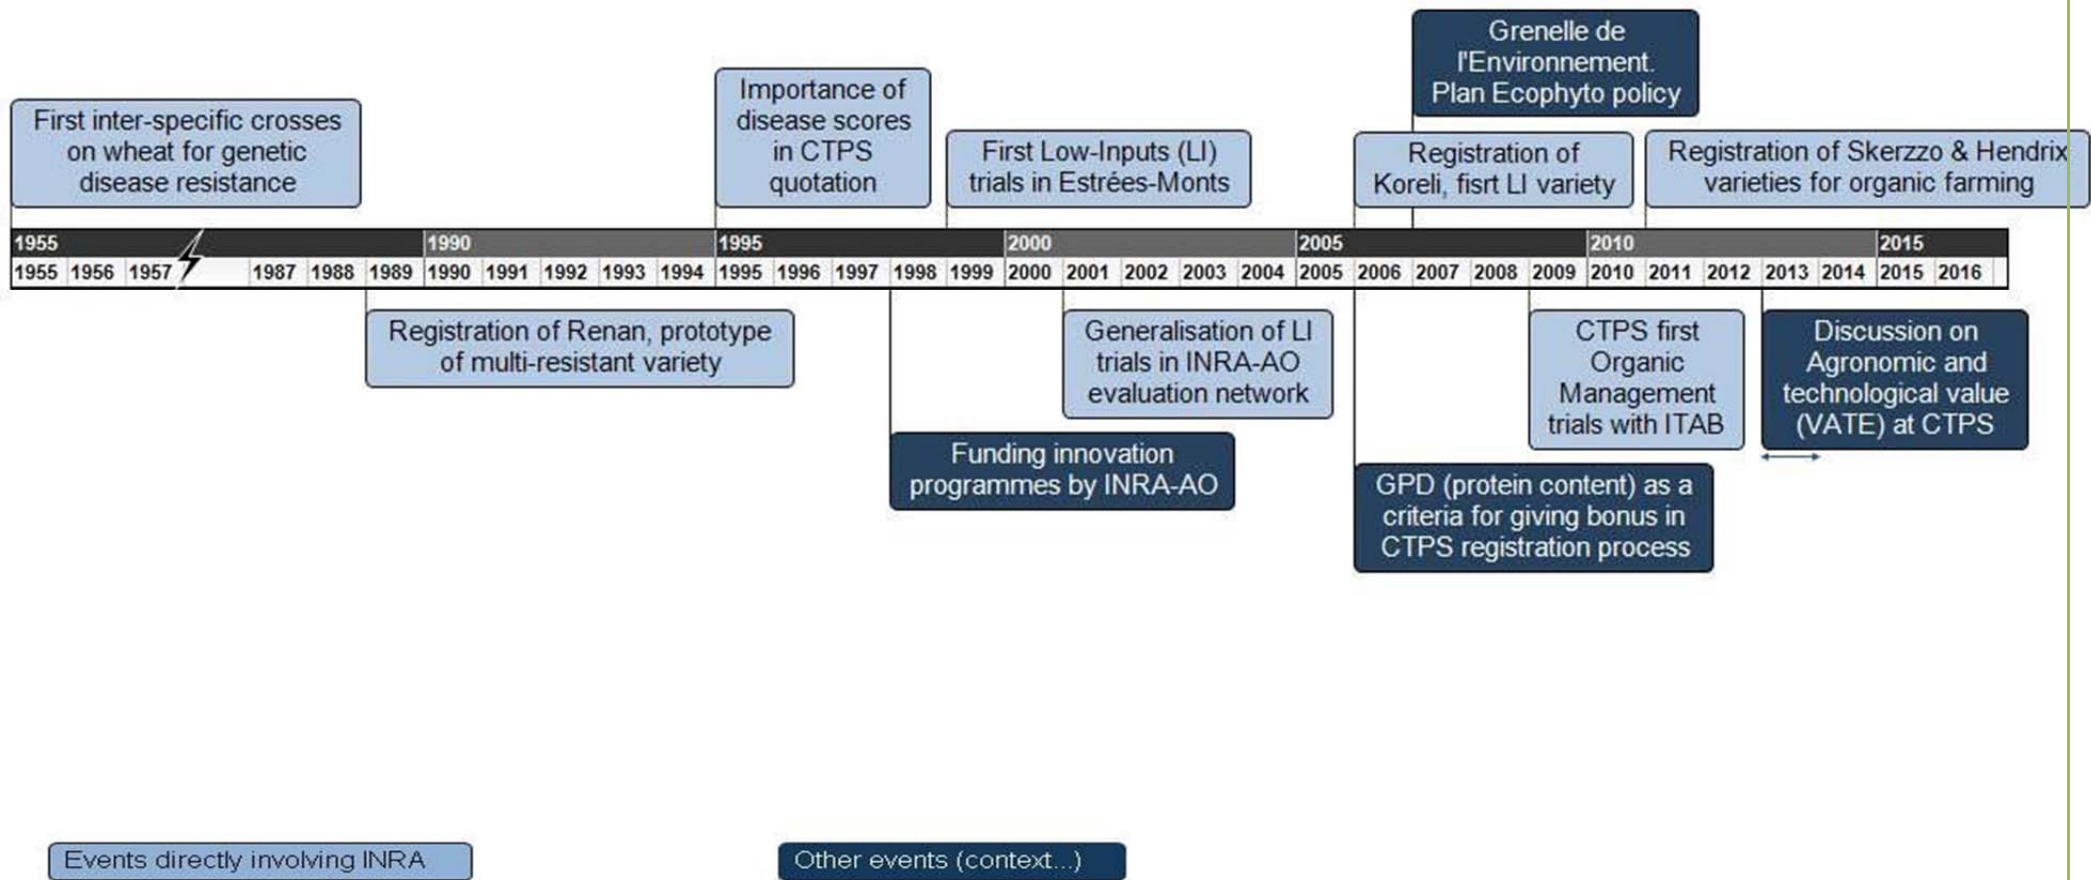 Grenelle de
l'Environnement.
Plan Ecophyto policy
Importance of
disease scores
in CTPS
quotation
First inter-specific crosses
on wheat for genetic
disease resistance
First Low-Inputs (LI)
trials in Estrées-Monts
Registration of
Koreli, fisrt LI variety
Registration of Skerzzo & Hendrix
varieties for organic farming
1955 1990 1995 2000 2005 2010 2015
1955 1956 1957 1987 1988 1989 1990 1991 1992 1993 1994 1995 1996 1997 1998 1999 2000 2001 2002 2003 2004 2005 2006 2007 2008 2009 2010 2011 2012 2013 2014 2015 2016
Registration of Renan, prototype
of multi-resistant variety
Generalisation of LI
trials in INRA-AO
evaluation network
CTPS first
Organic
Management
trials with ITAB
Discussion on
Agronomic and
technological value
(VATE) at CTPS
Funding innovation
programmes by INRA-AO
GPD (protein content) as a
criteria for giving bonus in
CTPS registration process
Events directly involving INRA
Other events (context...)